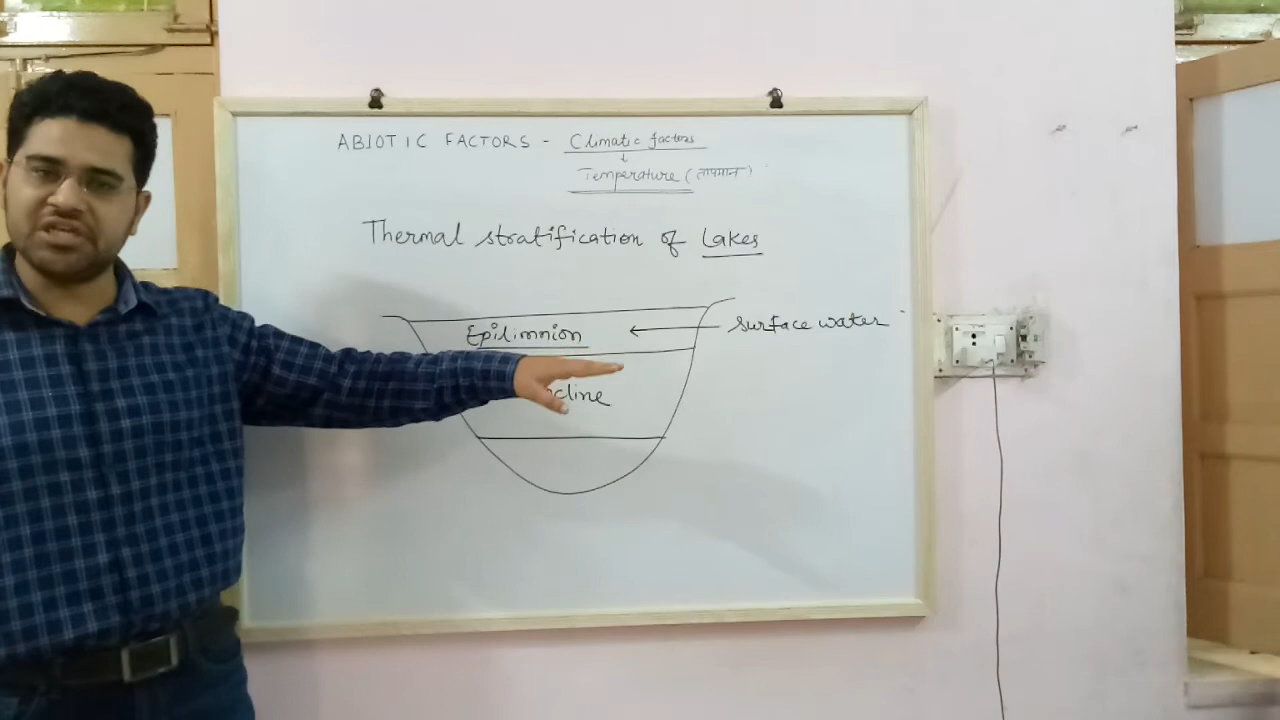 ABIOTIC FACTORS - Climatic factors
Temperature (तापमान)
Thermal stratification of Lakes
Epilimnion
surface water
cline